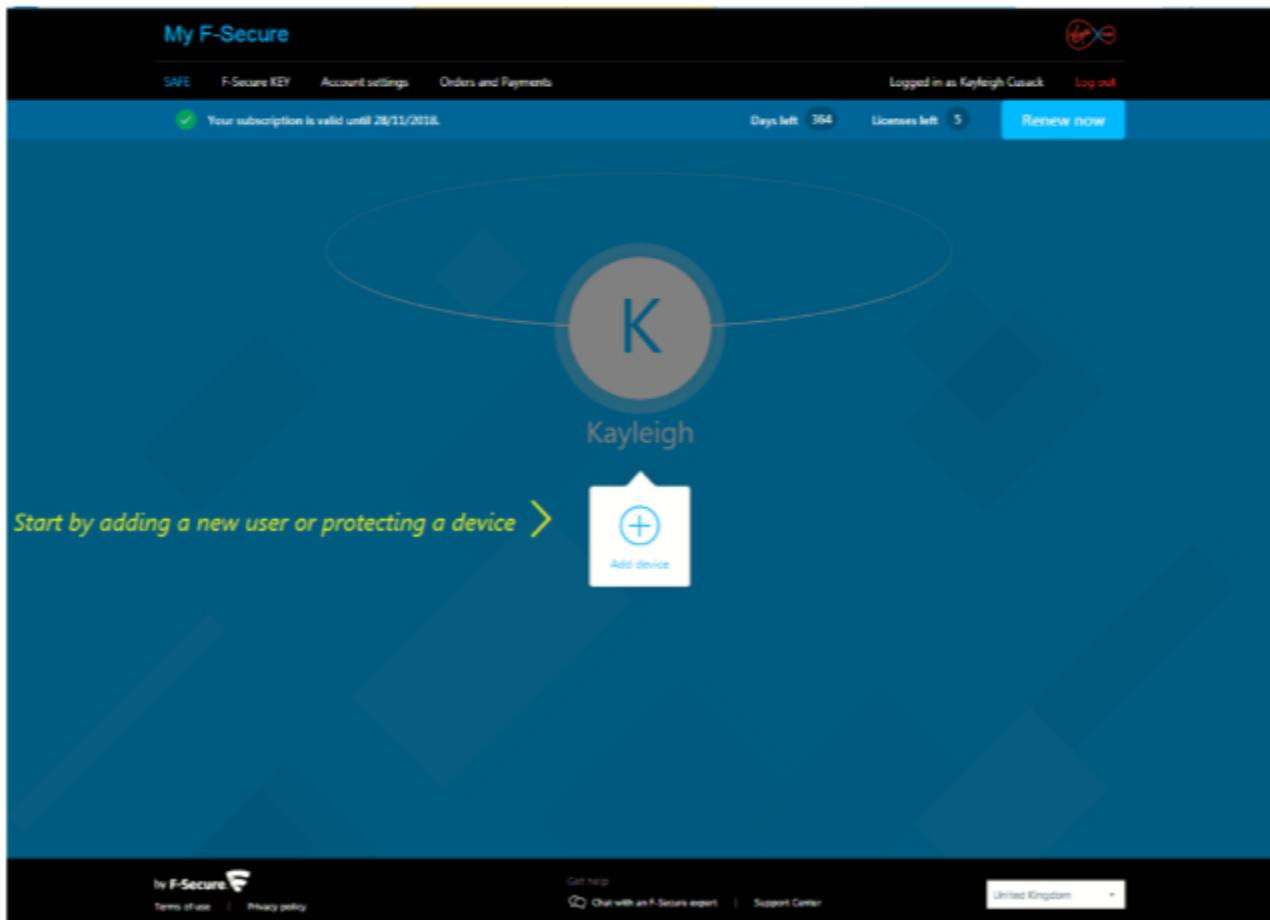 My F-Secure
SAFE F-Secure KEY Account settings Orders and Payments Logged in as Kayleigh Cusack Log out
Your subscription is valid until 28/11/2018. Days left 364 Licenses left 5 Renew now
K
Kayleigh
Start by adding a new user or protecting a device
Add device
by F-Secure.
Get help
Terms of use | Privacy policy
Chat with an F-Secure expert | Support Center
United Kingdom